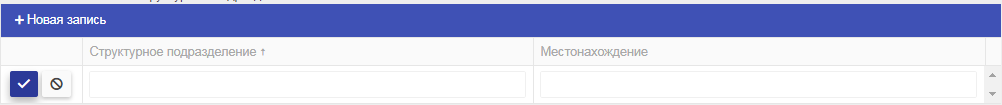 + Новая запись
Структурное подразделение ↑
Местонахождение